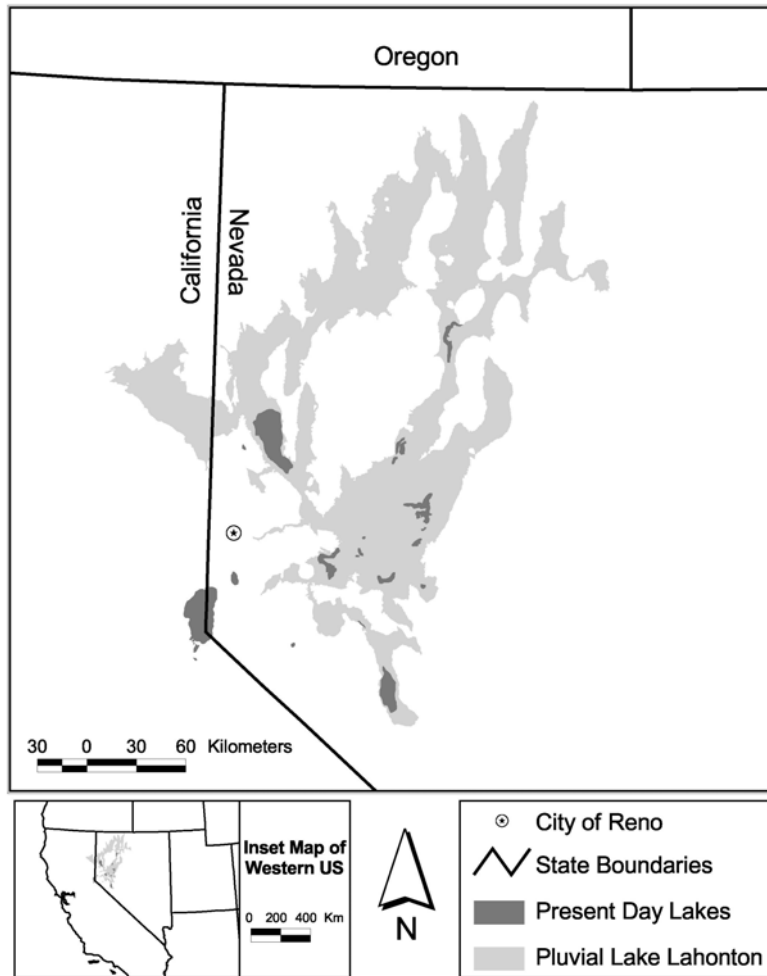 Oregon
California
Nevada
30 0 30 60 Kilometers
Inset Map of
Western US
0 200 400 Km
N
City of Reno
State Boundaries
Present Day Lakes
Pluvial Lake Lahonton